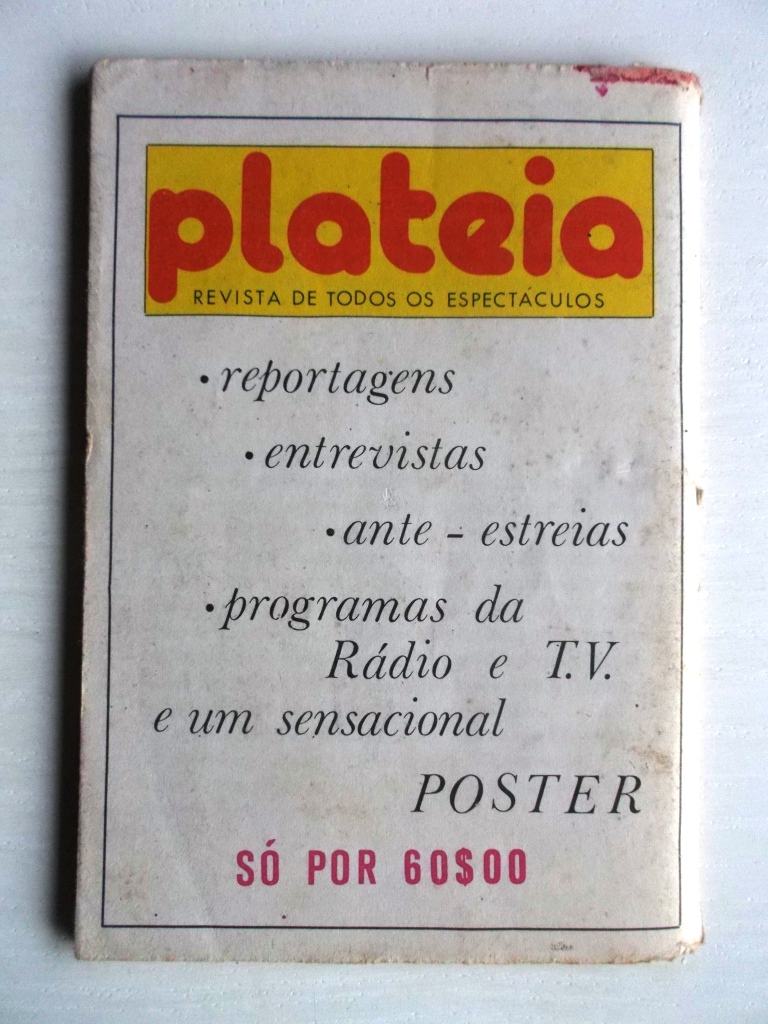 plateia
REVISTA DE TODOS OS ESPECTÁCULOS
• reportagens
• entrevistas
• ante - estreias
• programas da
Rádio e T.V.
e um sensacional
POSTER
SÓ POR 60$00